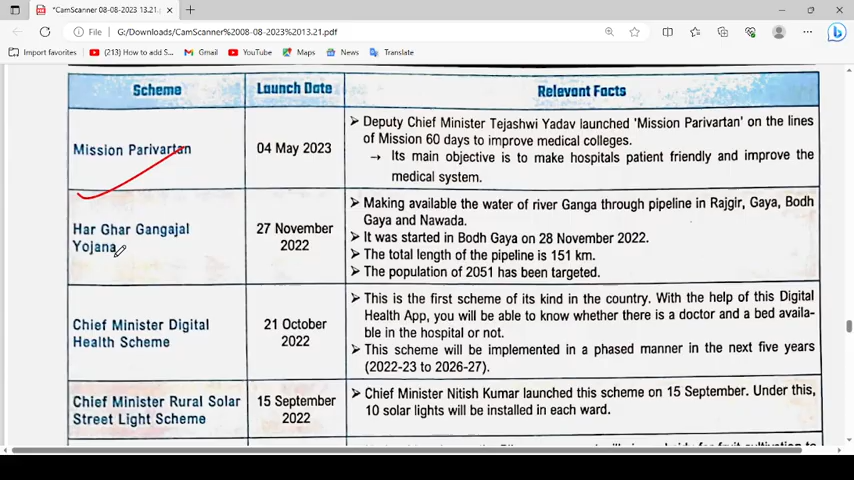 *CamScanner 08-08-2023 13.21.pdf
File
G:/Downloads/CamScanner%2008-08-2023%2013.21.pdf
Import favorites
(213) How to add S...
Gmail
YouTube
Maps
News
Translate
Scheme
Launch Date
Relevant Facts
Mission Parivartan
04 May 2023
➢ Deputy Chief Minister Tejashwi Yadav launched 'Mission Parivartan' on the lines
of Mission 60 days to improve medical colleges.
→ Its main objective is to make hospitals patient friendly and improve the
medical system.
Har Ghar Gangajal
Yojana
27 November
2022
➢ Making available the water of river Ganga through pipeline in Rajgir, Gaya, Bodh
Gaya and Nawada.
➢ It was started in Bodh Gaya on 28 November 2022.
➢ The total length of the pipeline is 151 km.
➢ The population of 2051 has been targeted.
Chief Minister Digital
Health Scheme
21 October
2022
➢ This is the first scheme of its kind in the country. With the help of this Digital
Health App, you will be able to know whether there is a doctor and a bed availa-
ble in the hospital or not.
➢ This scheme will be implemented in a phased manner in the next five years
(2022-23 to 2026-27).
Chief Minister Rural Solar
Street Light Scheme
15 September
2022
➢ Chief Minister Nitish Kumar launched this scheme on 15 September. Under this,
10 solar lights will be installed in each ward.